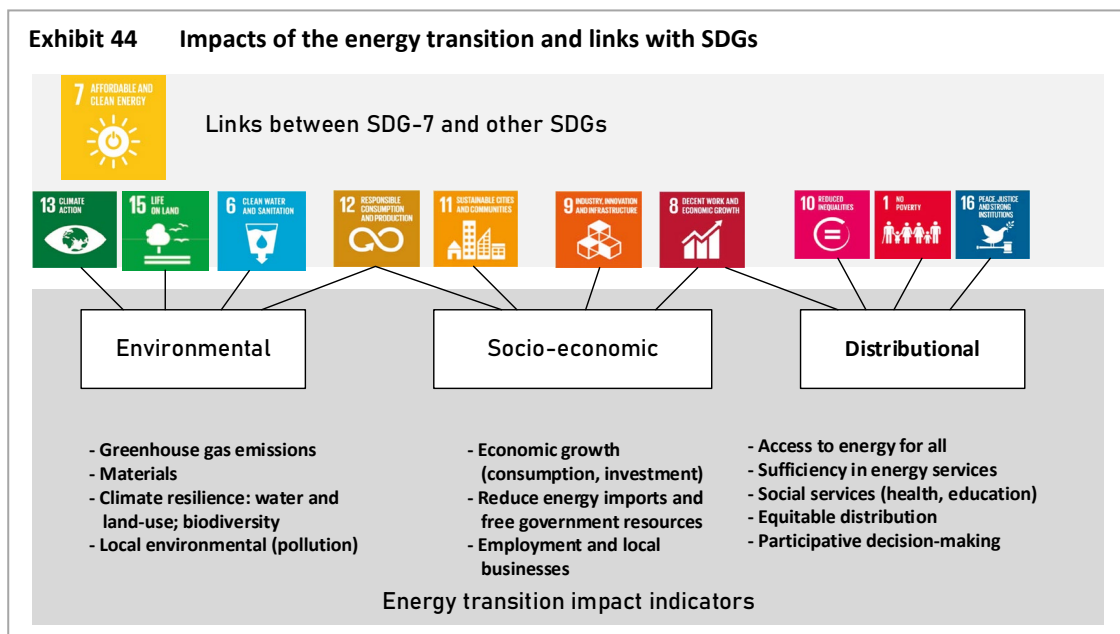 Exhibit 44 Impacts of the energy transition and links with SDGs
7 AFFORDABLE AND
CLEAN ENERGY
Links between SDG-7 and other SDGs
13 CLIMATE
ACTION
15 LIFE
ON LAND
6 CLEAN WATER
AND SANITATION
12 RESPONSIBLE
CONSUMPTION
AND PRODUCTION
11 SUSTAINABLE CITIES
AND COMMUNITIES
9 INDUSTRY, INNOVATION
AND INFRASTRUCTURE
8 DECENT WORK AND
ECONOMIC GROWTH
10 REDUCED
INEQUALITIES
1 NO
POVERTY
16 PEACE, JUSTICE
AND STRONG
INSTITUTIONS
Environmental
Socio-economic
Distributional
- Greenhouse gas emissions
- Materials
- Climate resilience: water and
land-use; biodiversity
- Local environmental (pollution)
- Economic growth
(consumption, investment)
- Reduce energy imports and
free government resources
- Employment and local
businesses
- Access to energy for all
- Sufficiency in energy services
- Social services (health, education)
- Equitable distribution
- Participative decision-making
Energy transition impact indicators